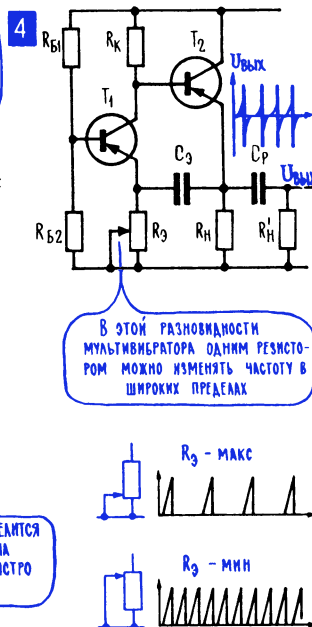 4
RБ1
RК
T2
UВЫХ
T1
CЭ
CР
UВЫХ
RБ2
RЭ
RН
R'Н
В ЭТОЙ РАЗНОВИДНОСТИ
МУЛЬТИВИБРАТОРА ОДНИМ РЕЗИСТО-
РОМ МОЖНО ИЗМЕНЯТЬ ЧАСТОТУ В
ШИРОКИХ ПРЕДЕЛАХ
RЭ - МАКС
RЭ - МИН